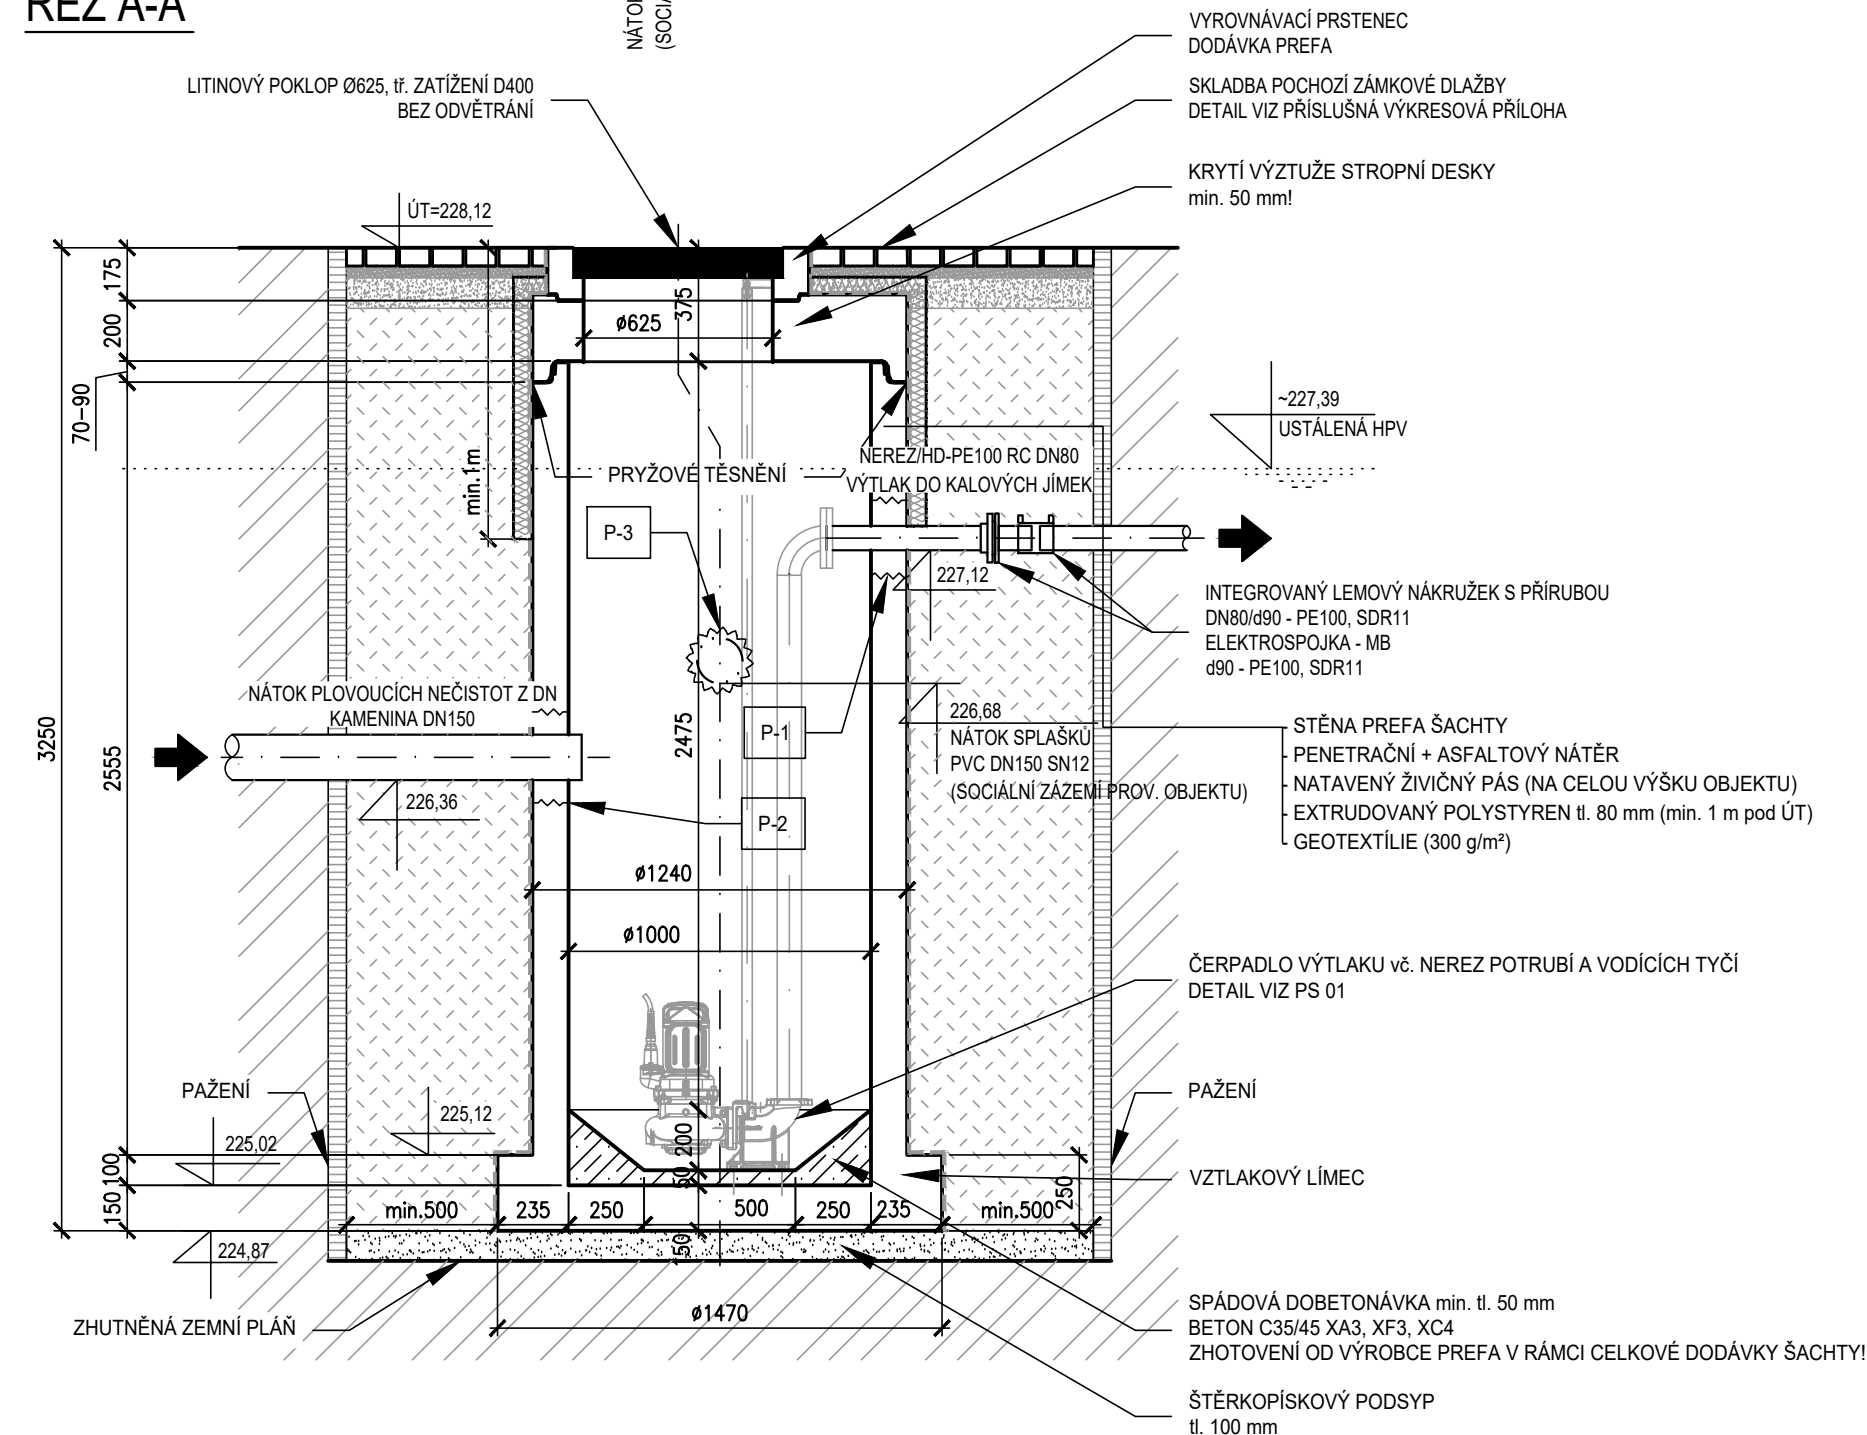 ŘEZ A-A
NÁTOK
(SOCIÁ
VYROVNÁVACÍ PRSTENEC
DODÁVKA PREFA
LITINOVÝ POKLOP Ø625, tř. ZATÍŽENÍ D400
BEZ ODVĚTRÁNÍ
SKLADBA POCHOZÍ ZÁMKOVÉ DLAŽBY
DETAIL VIZ PŘÍSLUŠNÁ VÝKRESOVÁ PŘÍLOHA
KRYTÍ VÝZTUŽE STROPNÍ DESKY
min. 50 mm!
ÚT=228,12
175
200
70-90
3250
2555
100
150
375
ø625
min. 1m
~227,39
USTÁLENÁ HPV
PRYŽOVÉ TĚSNĚNÍ
NEREZ/HD-PE100 RC DN80
VÝTLAK DO KALOVÝCH JÍMEK
P-3
227,12
INTEGROVANÝ LEMOVÝ NÁKRUŽEK S PŘÍRUBOU
DN80/d90 - PE100, SDR11
ELEKTROSPOJKA - MB
d90 - PE100, SDR11
NÁTOK PLOVOUCÍCH NEČISTOT Z DN
KAMENINA DN150
2475
P-1
226,68
NÁTOK SPLAŠKŮ
PVC DN150 SN12
(SOCIÁLNÍ ZÁZEMÍ PROV. OBJEKTU)
- STĚNA PREFA ŠACHTY
- PENETRAČNÍ + ASFALTOVÝ NÁTĚR
- NATAVENÝ ŽIVIČNÝ PÁS (NA CELOU VÝŠKU OBJEKTU)
- EXTRUDOVANÝ POLYSTYREN tl. 80 mm (min. 1 m pod ÚT)
- GEOTEXTÍLIE (300 g/m²)
226,36
P-2
ø1240
ø1000
ČERPADLO VÝTLAKU vč. NEREZ POTRUBÍ A VODÍCÍCH TYČÍ
DETAIL VIZ PS 01
PAŽENÍ
PAŽENÍ
225,12
225,02
200
50
VZTLAKOVÝ LÍMEC
250
min.500
235
250
500
250
235
min.500
150
224,87
ø1470
ZHUTNĚNÁ ZEMNÍ PLÁŇ
SPÁDOVÁ DOBETONÁVKA min. tl. 50 mm
BETON C35/45 XA3, XF3, XC4
ZHOTOVENÍ OD VÝROBCE PREFA V RÁMCI CELKOVÉ DODÁVKY ŠACHTY!
ŠTĚRKOPÍSKOVÝ PODSYP
tl. 100 mm